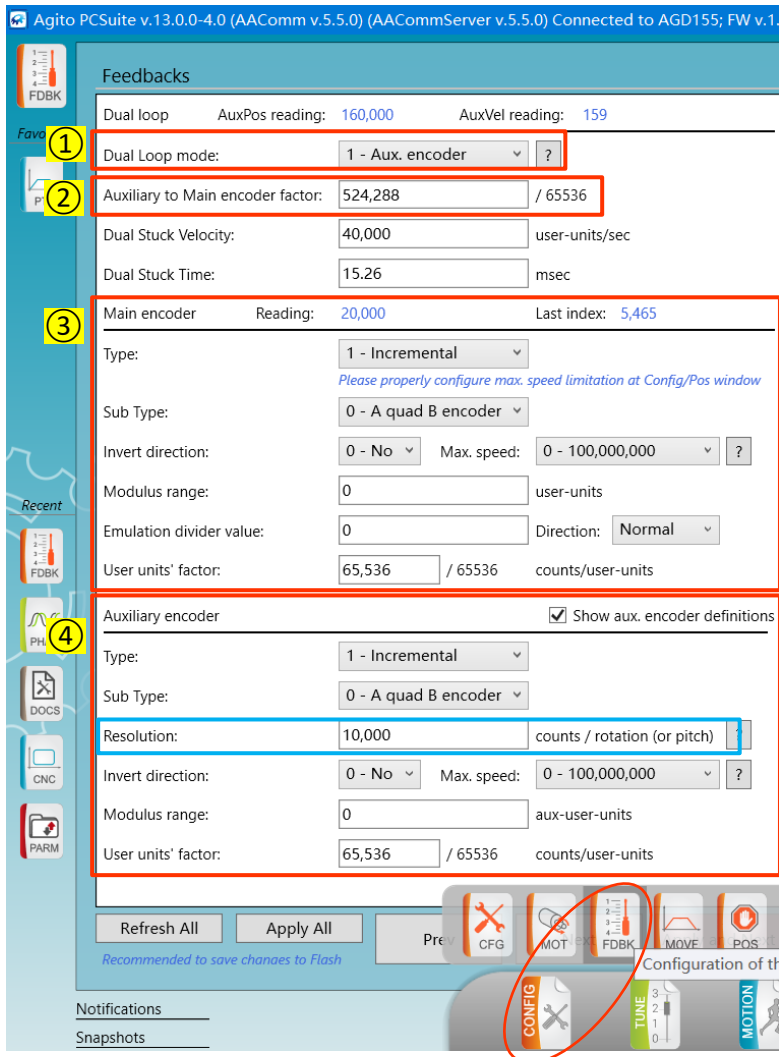 Agito PCSuite v.13.0.0-4.0 (AAComm v.5.5.0) (AACommServer v.5.5.0) Connected to AGD155; FW v.1.
FDBK
Feedbacks
Dual loop AuxPos reading: 160,000 AuxVel reading: 159
① Dual Loop mode: 1 - Aux. encoder ?
② Auxiliary to Main encoder factor: 524,288 / 65536
Dual Stuck Velocity: 40,000 user-units/sec
Dual Stuck Time: 15.26 msec
③ Main encoder Reading: 20,000 Last index: 5,465
Type: 1 - Incremental
Please properly configure max. speed limitation at Config/Pos window
Sub Type: 0 - A quad B encoder
Invert direction: 0 - No Max. speed: 0 - 100,000,000 ?
Modulus range: 0 user-units
Recent
Emulation divider value: 0 Direction: Normal
FDBK
User units' factor: 65,536 / 65536 counts/user-units
④ Auxiliary encoder Show aux. encoder definitions
Type: 1 - Incremental
Sub Type: 0 - A quad B encoder
DOCS
Resolution: 10,000 counts / rotation (or pitch) ?
Invert direction: 0 - No Max. speed: 0 - 100,000,000 ?
CNC
Modulus range: 0 aux-user-units
PARM
User units' factor: 65,536 / 65536 counts/user-units
Refresh All Apply All Prev
CFG MOT FDBK MOVE POS
Recommended to save changes to Flash
Configuration of th
Notifications
CONFIG TUNE MOTION
3
2
1
0
Snapshots